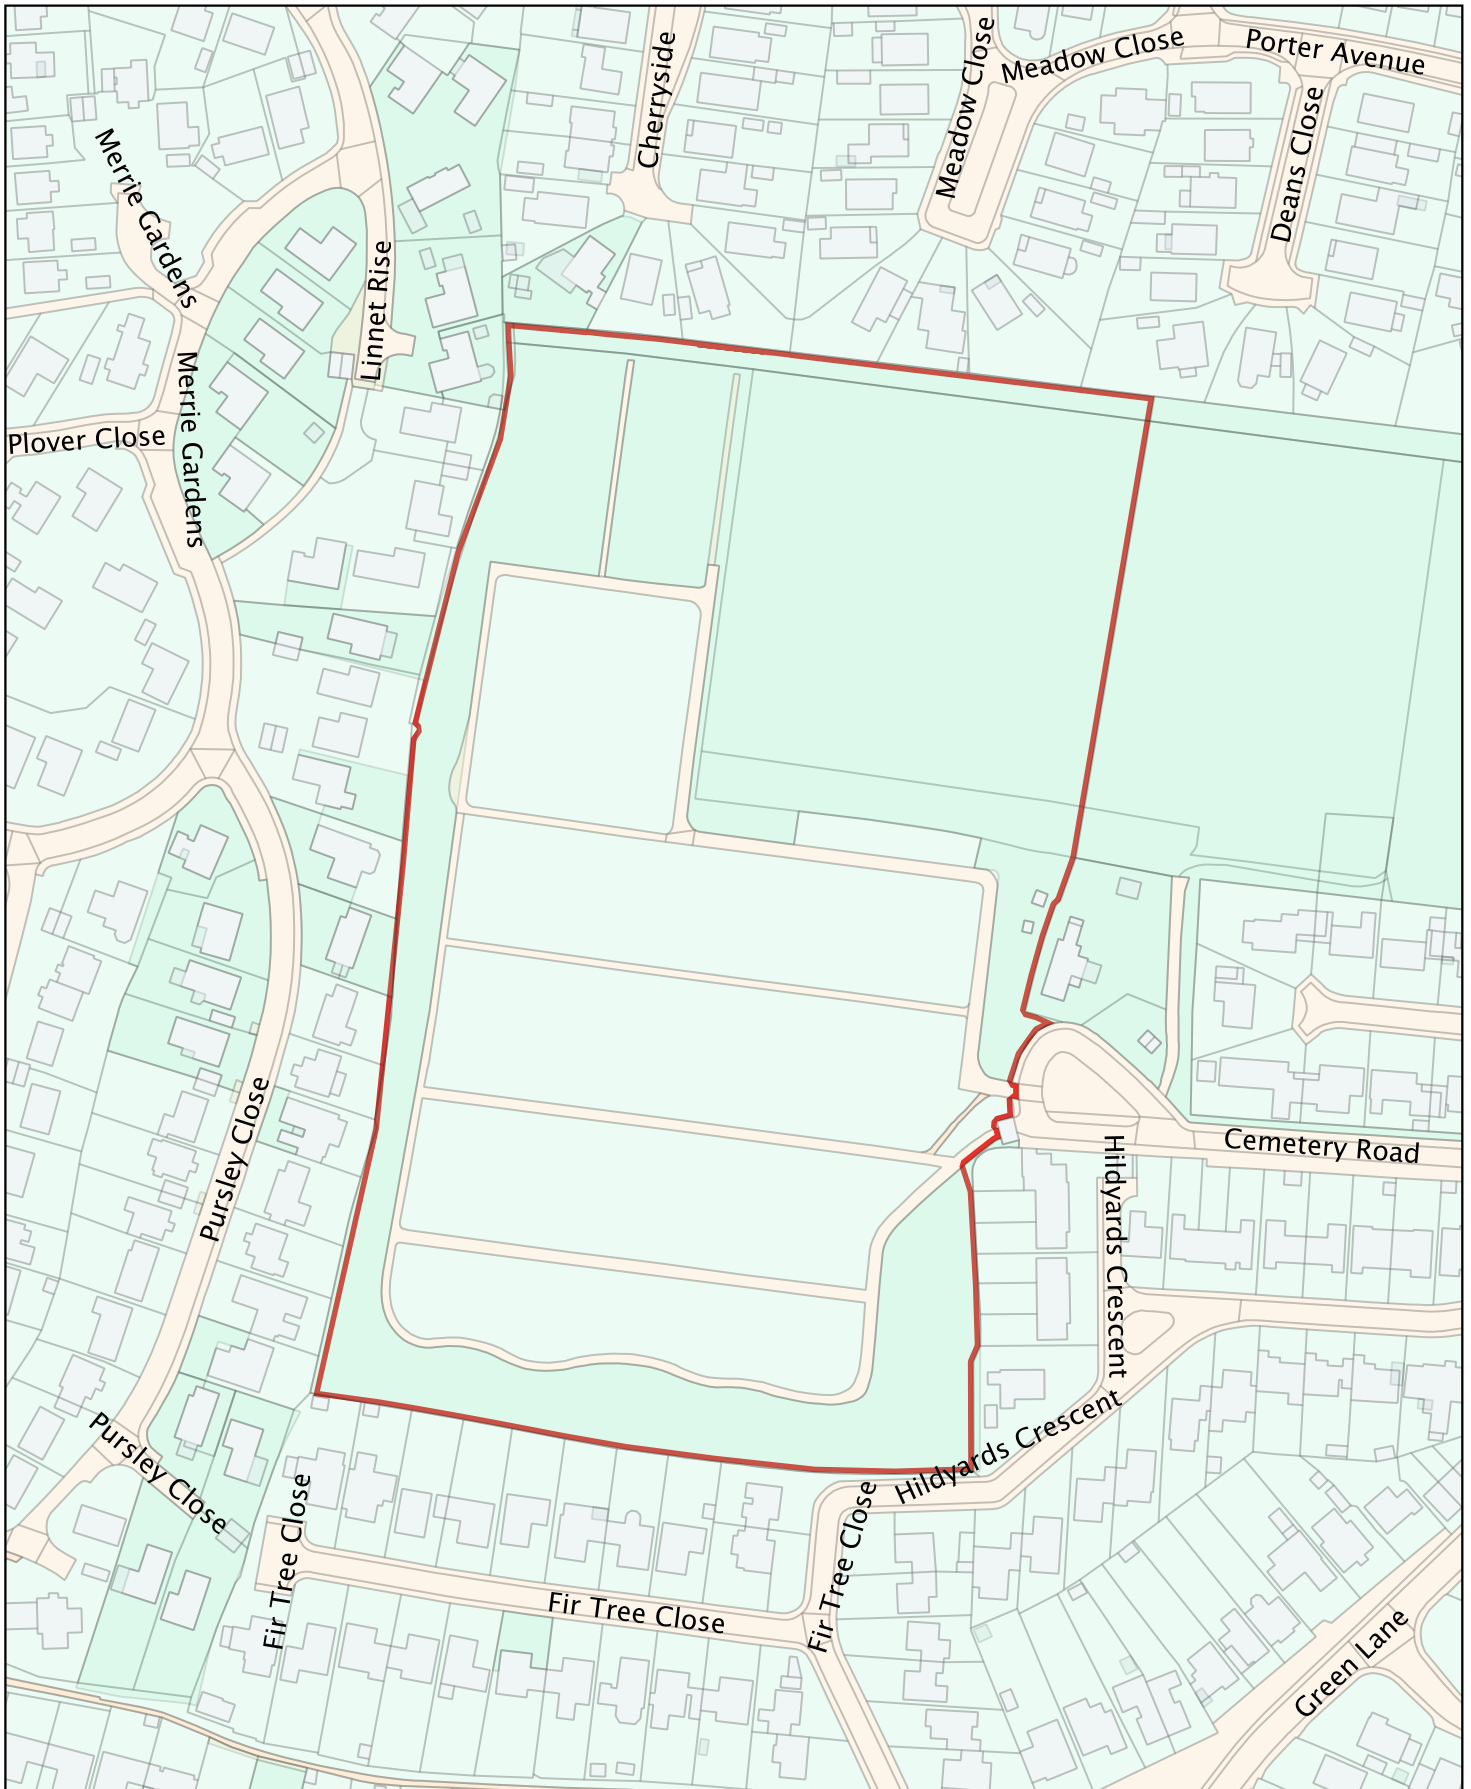 Cherryside
Meadow Close
Meadow Close
Porter Avenue
Deans Close
Merrie Gardens
Linnet Rise
Merrie Gardens
Plover Close
Pursley Close
Cemetery Road
Hildyards Crescent
Hildyards Crescent
Pursley Close
Fir Tree Close
Fir Tree Close
Fir Tree Close
Green Lane